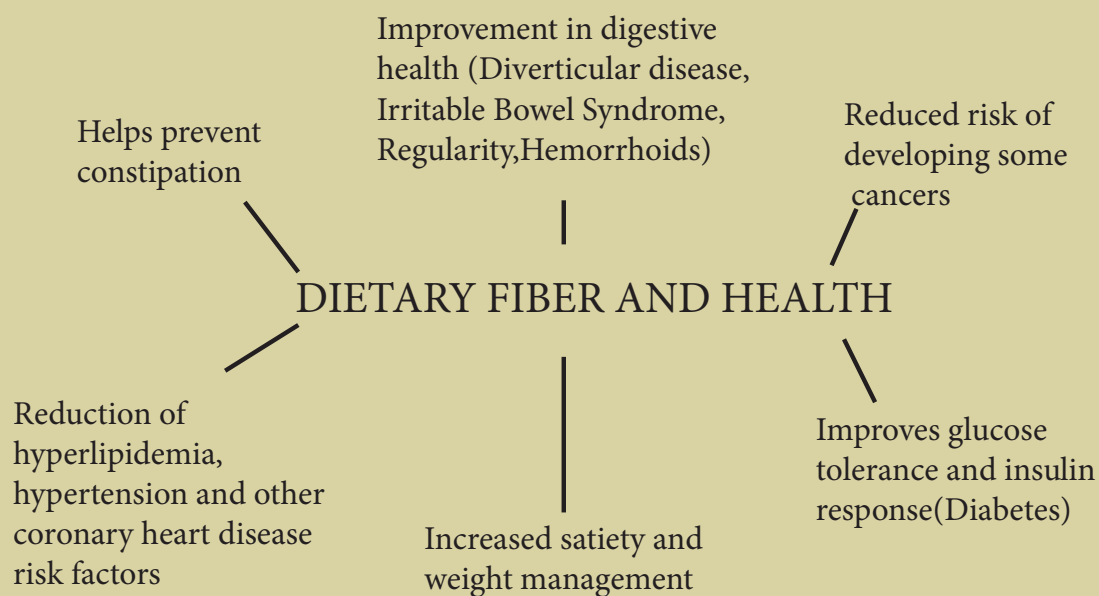 Improvement in digestive
health (Diverticular disease,
Irritable Bowel Syndrome,
Regularity,Hemorrhoids)
Helps prevent
constipation
Reduced risk of
developing some
cancers
DIETARY FIBER AND HEALTH
Reduction of
hyperlipidemia,
hypertension and other
coronary heart disease
risk factors
Increased satiety and
weight management
Improves glucose
tolerance and insulin
response(Diabetes)